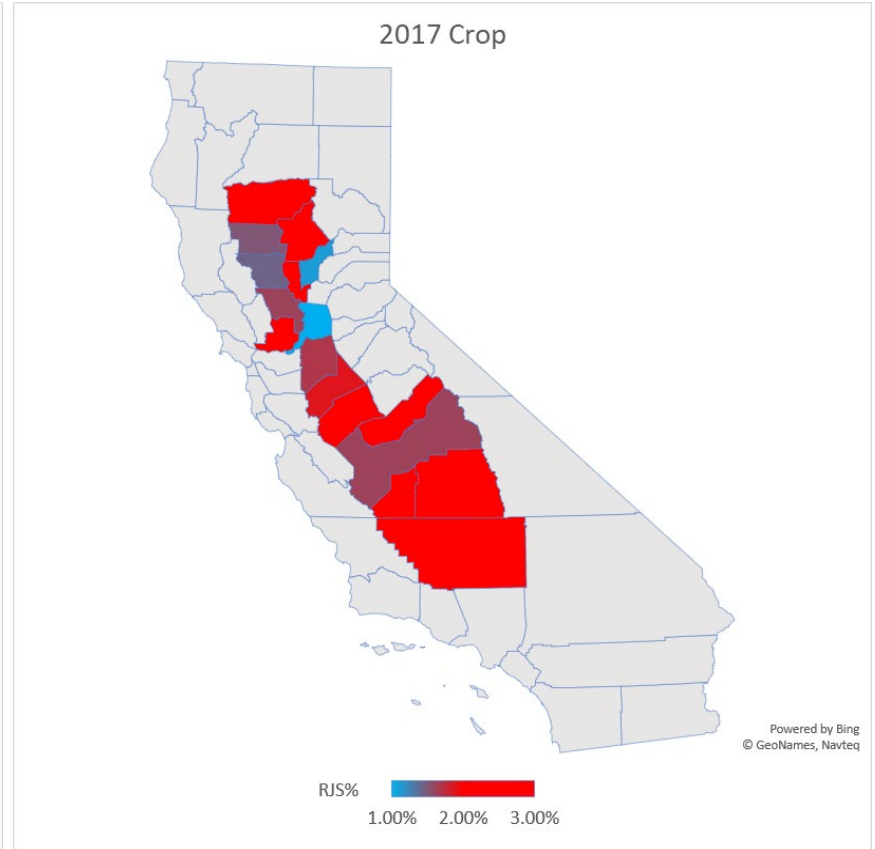 2017 Crop
Powered by Bing
© GeoNames, Navteq
RJS%
1.00% 2.00% 3.00%